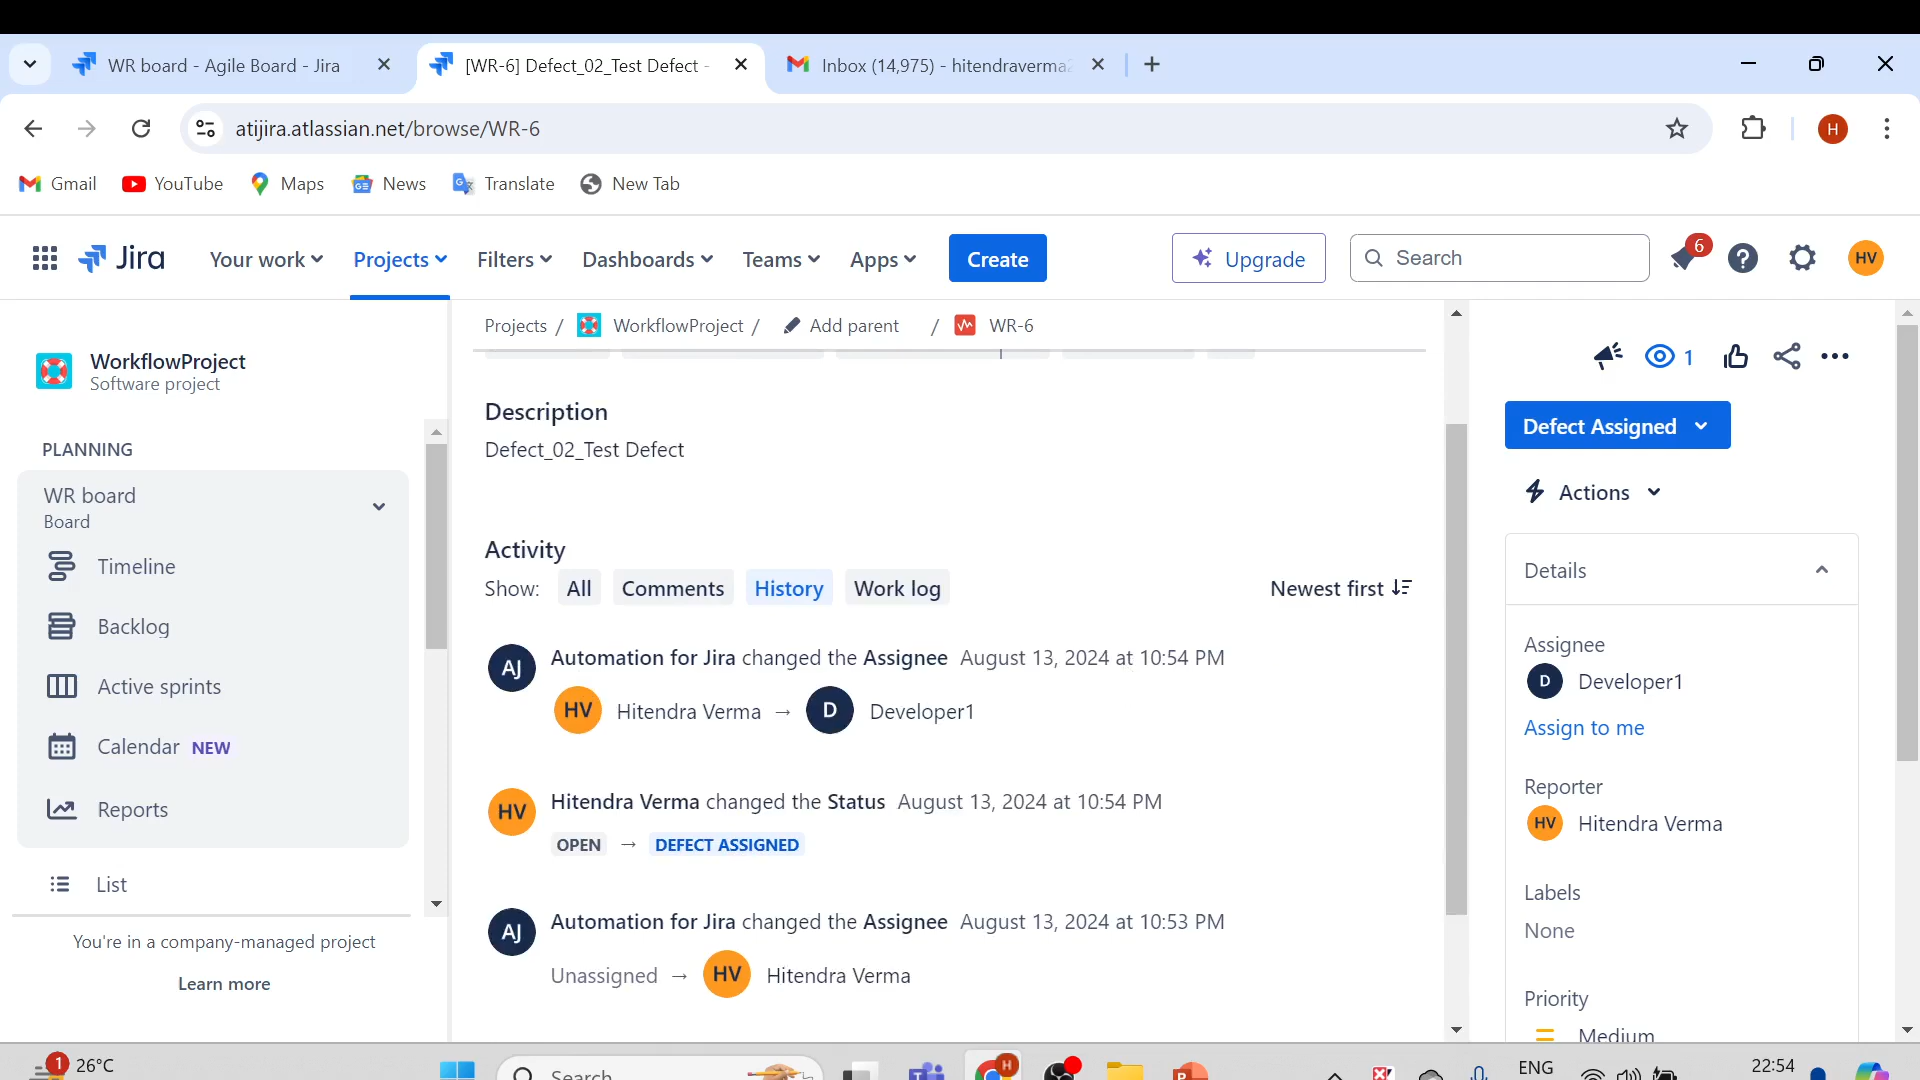 WR board - Agile Board - Jira
[WR-6] Defect_02_Test Defect -
Inbox (14,975) - hitendraverma2
atijira.atlassian.net/browse/WR-6
H
Gmail
YouTube
Maps
News
Translate
New Tab
Jira
Your work
Projects
Filters
Dashboards
Teams
Apps
Create
Upgrade
Search
6
HV
WorkflowProject
Software project
PLANNING
WR board
Board
Timeline
Backlog
Active sprints
Calendar NEW
Reports
List
You're in a company-managed project
Learn more
Projects / WorkflowProject / Add parent / WR-6
Description
Defect_02_Test Defect
Activity
Show: All Comments History Work log
Newest first
AJ Automation for Jira changed the Assignee August 13, 2024 at 10:54 PM
HV Hitendra Verma → D Developer1
HV Hitendra Verma changed the Status August 13, 2024 at 10:54 PM
OPEN → DEFECT ASSIGNED
AJ Automation for Jira changed the Assignee August 13, 2024 at 10:53 PM
Unassigned → HV Hitendra Verma
1
Defect Assigned
Actions
Details
Assignee
D Developer1
Assign to me
Reporter
HV Hitendra Verma
Labels
None
Priority
Medium
1
26°C
Search
H
ENG
22:54